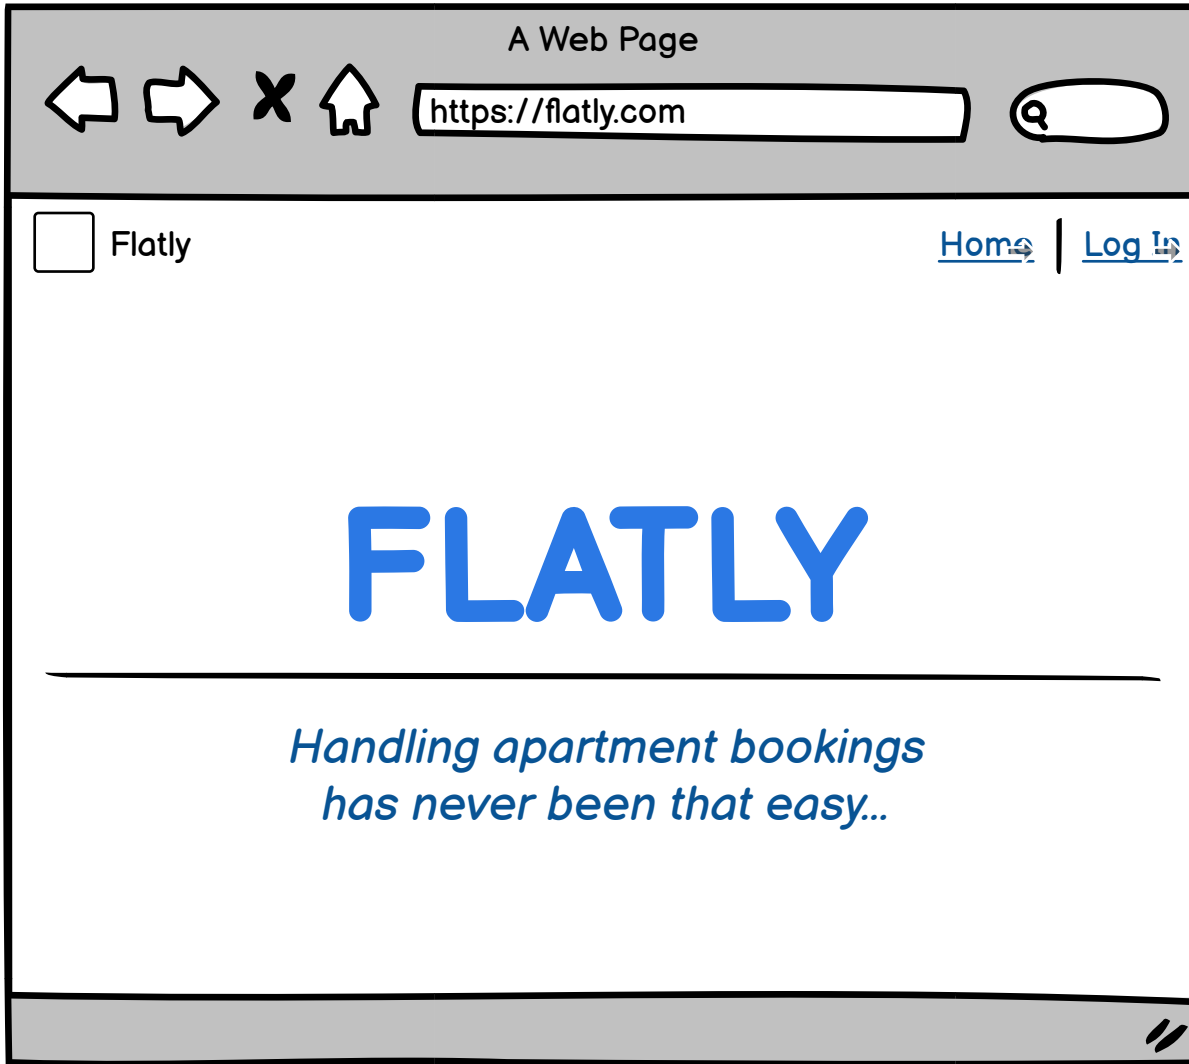 A Web Page
https://flatly.com
Flatly
Home
Log In
FLATLY
Handling apartment bookings
has never been that easy...